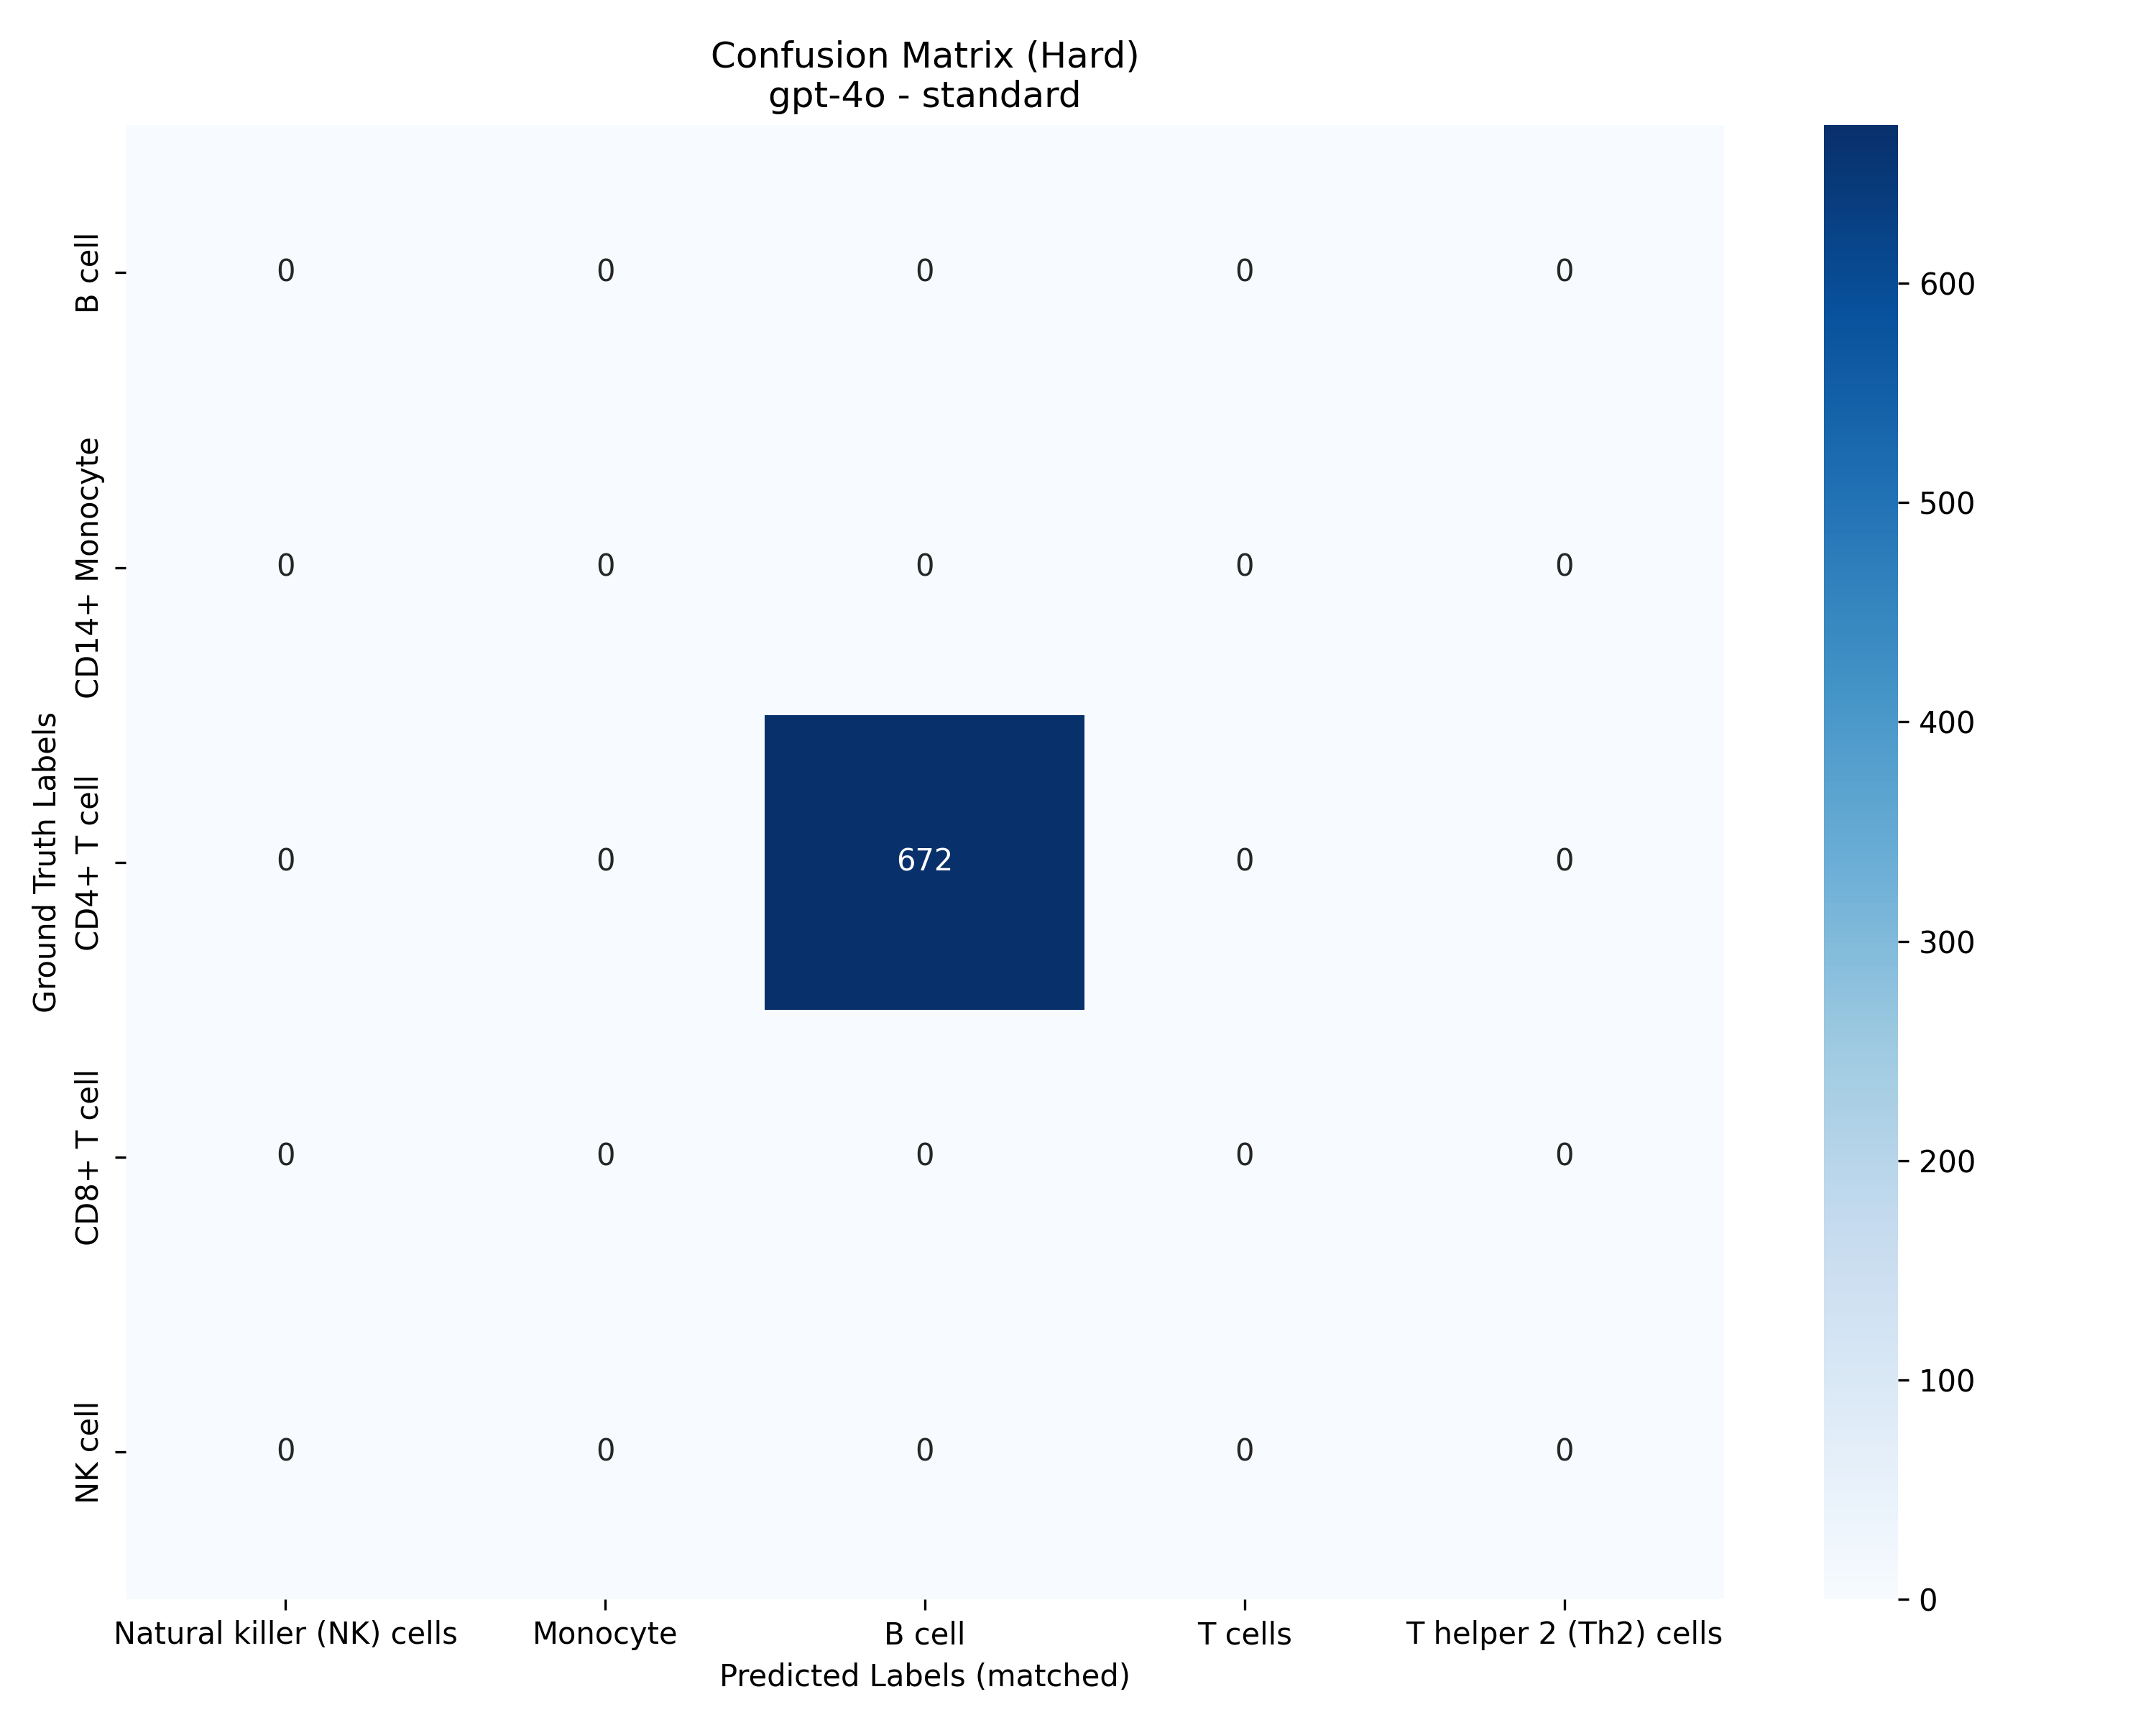 Confusion Matrix (Hard)
gpt-4o - standard
Ground Truth Labels
B cell
0 0 0 0 0
CD14+ Monocyte
0 0 0 0 0
CD4+ T cell
0 0 672 0 0
CD8+ T cell
0 0 0 0 0
NK cell
0 0 0 0 0
Natural killer (NK) cells
Monocyte
B cell
T cells
T helper 2 (Th2) cells
Predicted Labels (matched)
600
500
400
300
200
100
0